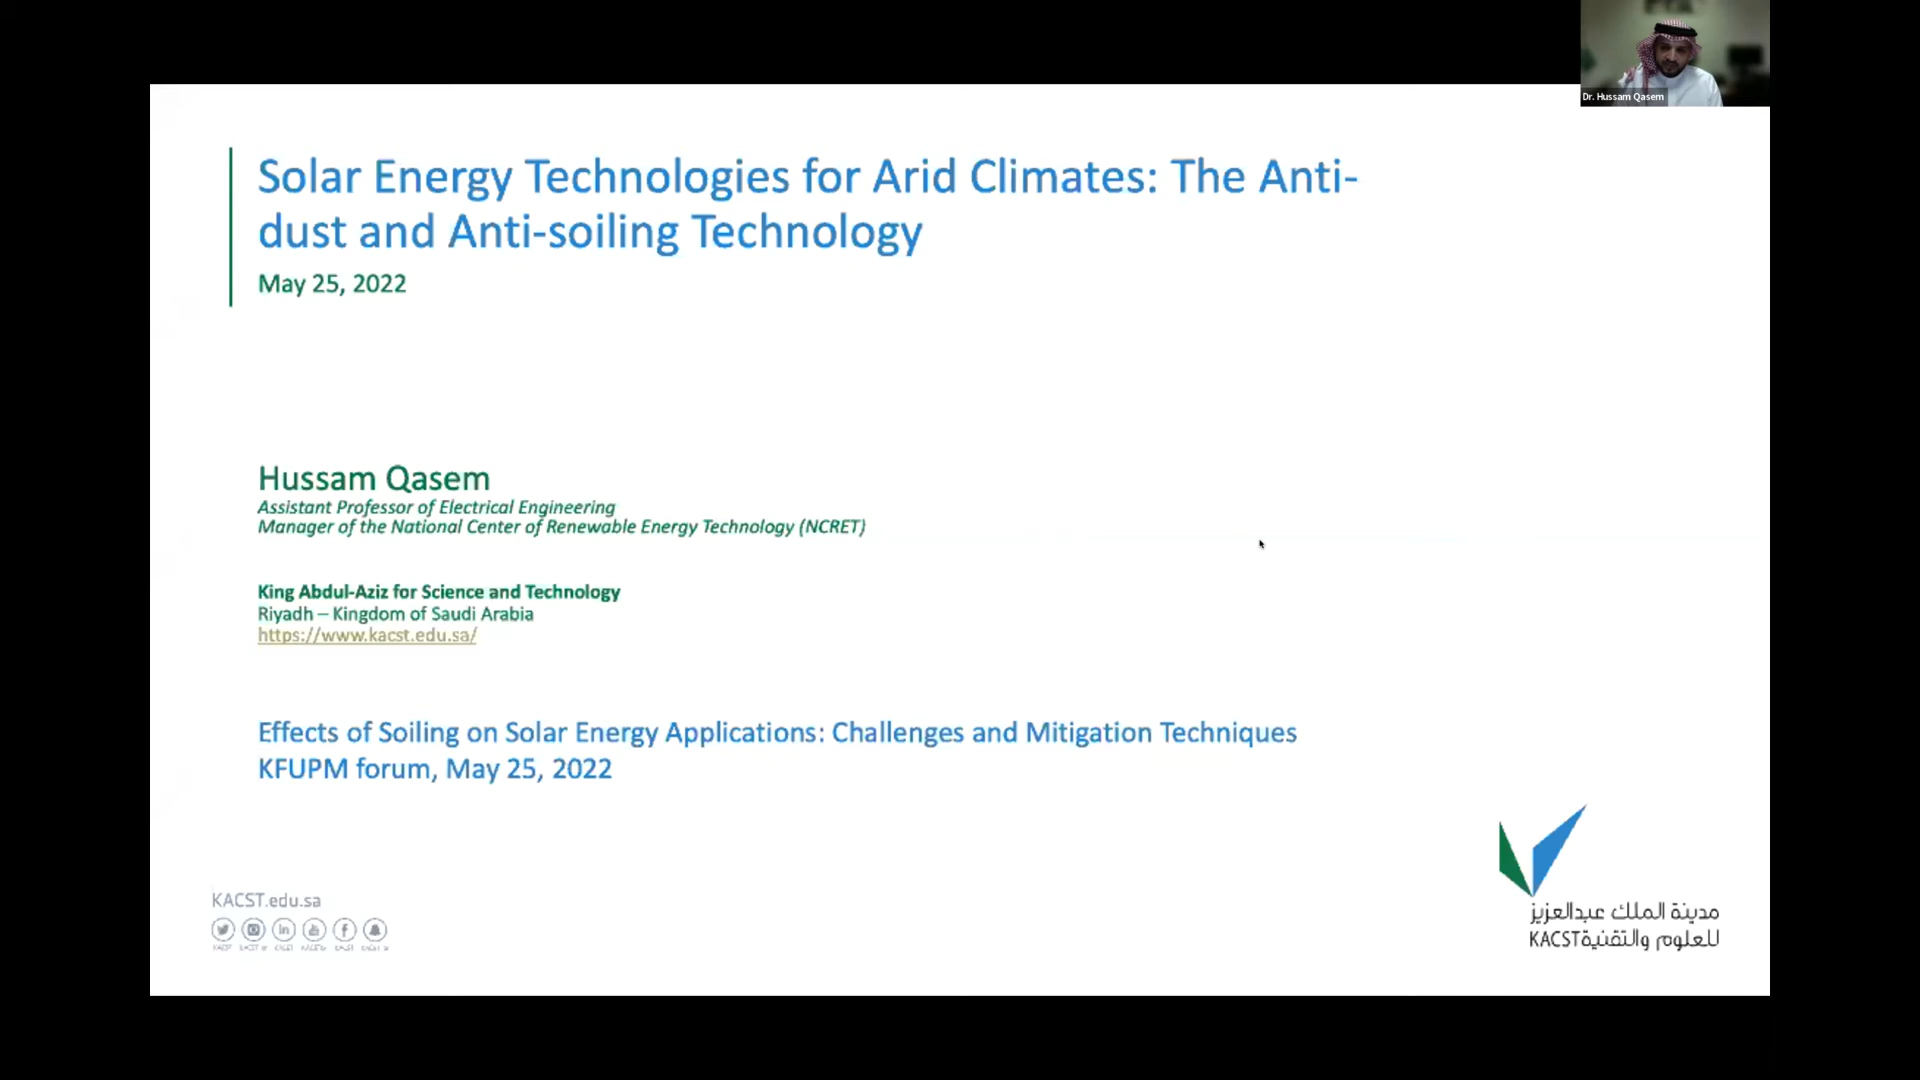 Dr. Hussam Qasem
Solar Energy Technologies for Arid Climates: The Anti-
dust and Anti-soiling Technology
May 25, 2022
Hussam Qasem
Assistant Professor of Electrical Engineering
Manager of the National Center of Renewable Energy Technology (NCRET)
King Abdul-Aziz for Science and Technology
Riyadh – Kingdom of Saudi Arabia
https://www.kacst.edu.sa/
Effects of Soiling on Solar Energy Applications: Challenges and Mitigation Techniques
KFUPM forum, May 25, 2022
KACST.edu.sa
مدينة الملك عبدالعزيز
للعلوم والتقنية KACST